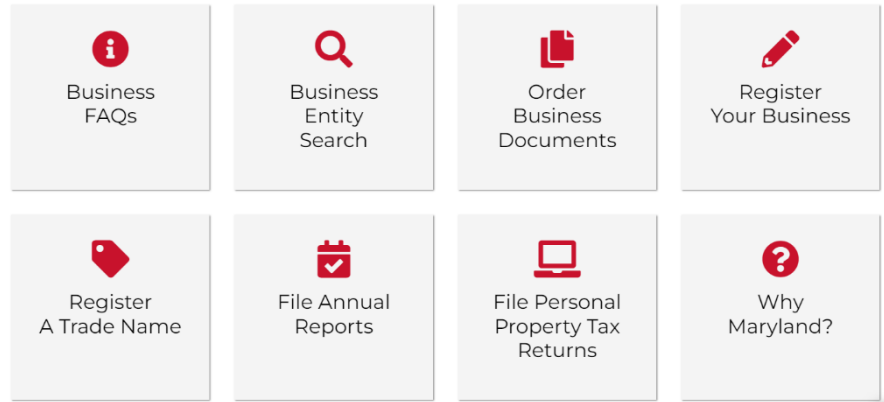 Business
FAQs
Business
Entity
Search
Order
Business
Documents
Register
Your Business
Register
A Trade Name
File Annual
Reports
File Personal
Property Tax
Returns
Why
Maryland?